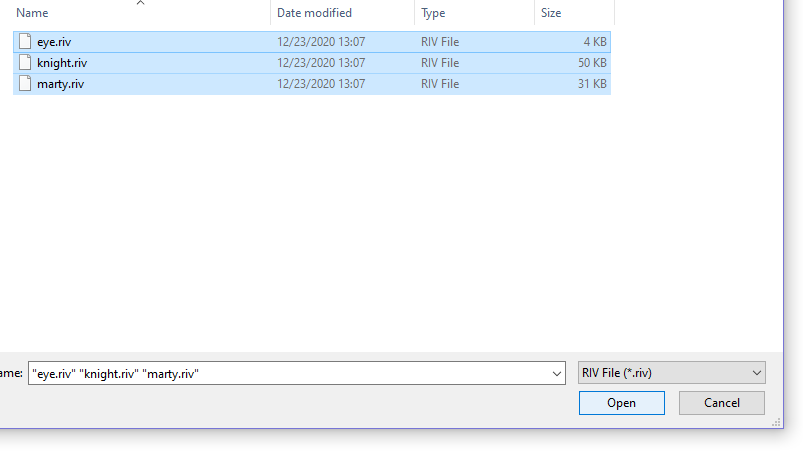 Name Date modified Type Size
eye.riv 12/23/2020 13:07 RIV File 4 KB
knight.riv 12/23/2020 13:07 RIV File 50 KB
marty.riv 12/23/2020 13:07 RIV File 31 KB
ame: "eye.riv" "knight.riv" "marty.riv" RIV File (*.riv)
Open Cancel